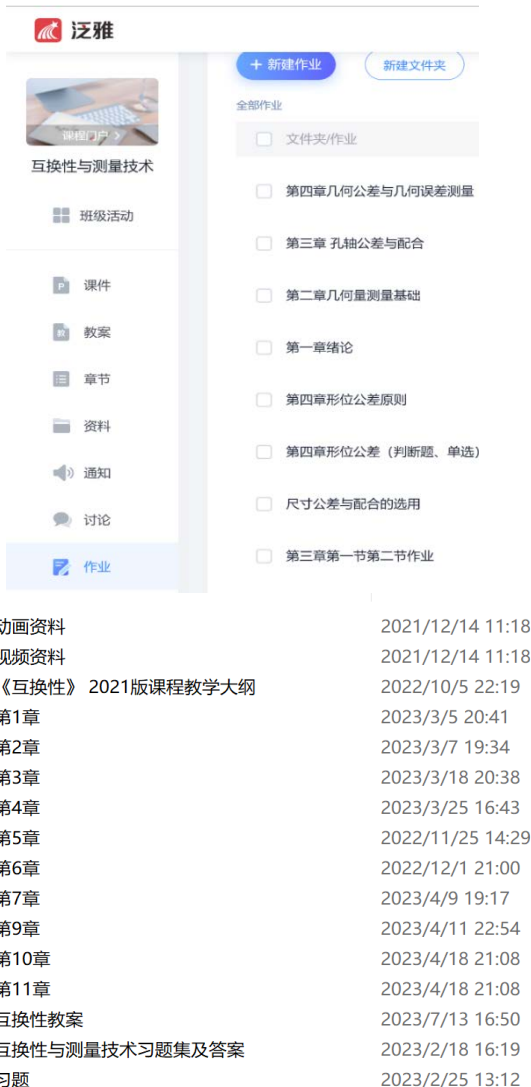 泛雅
+ 新建作业
新建文件夹
课程门户 >
全部作业
文件夹/作业
互换性与测量技术
第四章几何公差与几何误差测量
班级活动
第三章 孔轴公差与配合
课件
第二章几何量测量基础
教案
第一章绪论
章节
第四章形位公差原则
资料
第四章形位公差（判断题、单选）
通知
尺寸公差与配合的选用
讨论
第三章第一节第二节作业
作业
动画资料 2021/12/14 11:18
视频资料 2021/12/14 11:18
《互换性》 2021版课程教学大纲 2022/10/5 22:19
第1章 2023/3/5 20:41
第2章 2023/3/7 19:34
第3章 2023/3/18 20:38
第4章 2023/3/25 16:43
第5章 2022/11/25 14:29
第6章 2022/12/1 21:00
第7章 2023/4/9 19:17
第9章 2023/4/11 22:54
第10章 2023/4/18 21:08
第11章 2023/4/18 21:08
互换性教案 2023/7/13 16:50
互换性与测量技术习题集及答案 2023/2/18 16:19
习题 2023/2/25 13:12